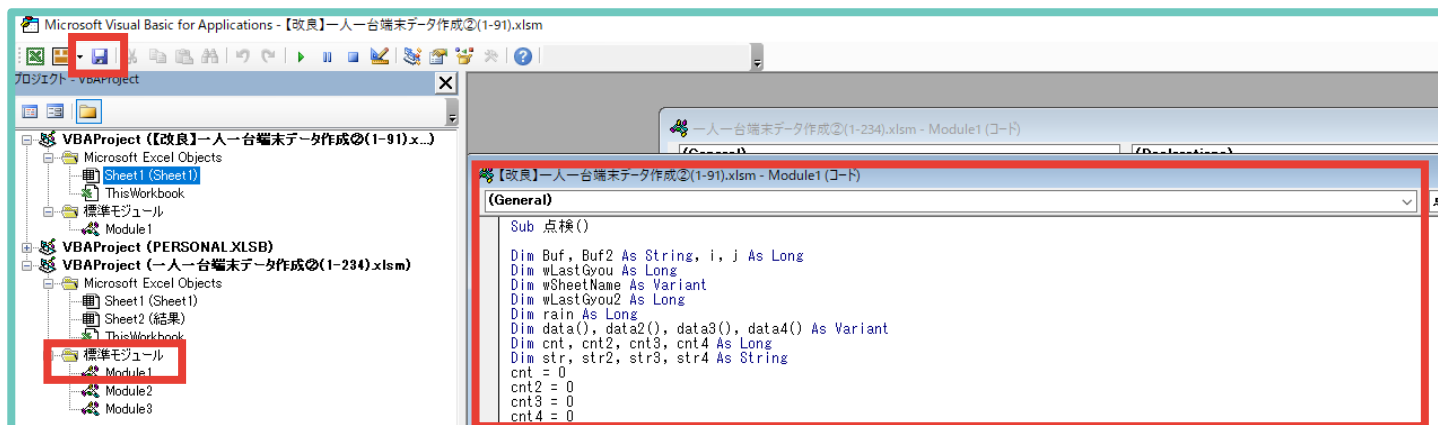 Microsoft Visual Basic for Applications - 【改良】一人一台端末データ作成②(1-91).xlsm
プロジェクト - VBAProject
VBAProject (【改良】一人一台端末データ作成②(1-91).x...)
Microsoft Excel Objects
Sheet1 (Sheet1)
ThisWorkbook
標準モジュール
Module1
VBAProject (PERSONAL.XLSB)
VBAProject (一人一台端末データ作成②(1-234).xlsm)
Microsoft Excel Objects
Sheet1 (Sheet1)
Sheet2 (結果)
ThisWorkbook
標準モジュール
Module1
Module2
Module3
一人一台端末データ作成②(1-234).xlsm - Module1 (コード)
(General)
(Declarations)
【改良】一人一台端末データ作成②(1-91).xlsm - Module1 (コード)
(General)
Sub 点検()
Dim Buf, Buf2 As String, i, j As Long
Dim wLastGyou As Long
Dim wSheetName As Variant
Dim wLastGyou2 As Long
Dim rain As Long
Dim data(), data2(), data3(), data4() As Variant
Dim cnt, cnt2, cnt3, cnt4 As Long
Dim str, str2, str3, str4 As String
cnt = 0
cnt2 = 0
cnt3 = 0
cnt4 = 0